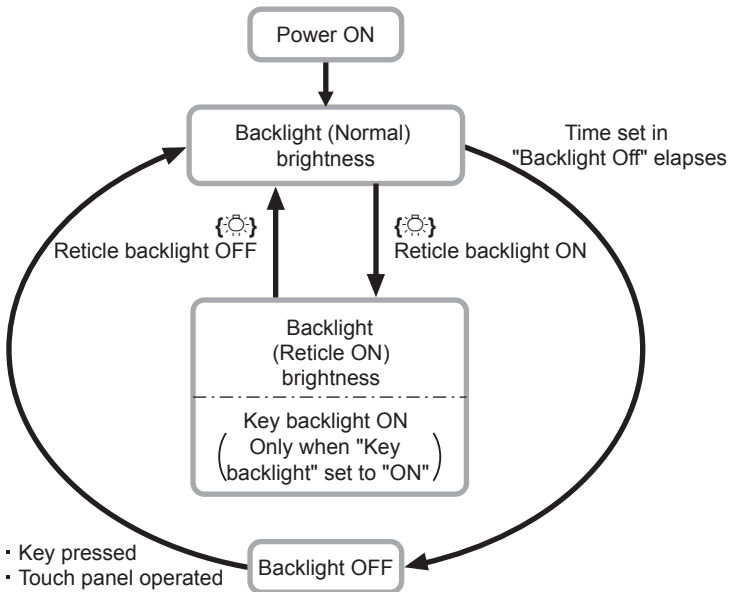 Power ON
Backlight (Normal)
brightness
Time set in
"Backlight Off" elapses
{ }
Reticle backlight OFF
{ }
Reticle backlight ON
Backlight
(Reticle ON)
brightness
Key backlight ON
(Only when "Key
backlight" set to "ON")
・Key pressed
・Touch panel operated
Backlight OFF